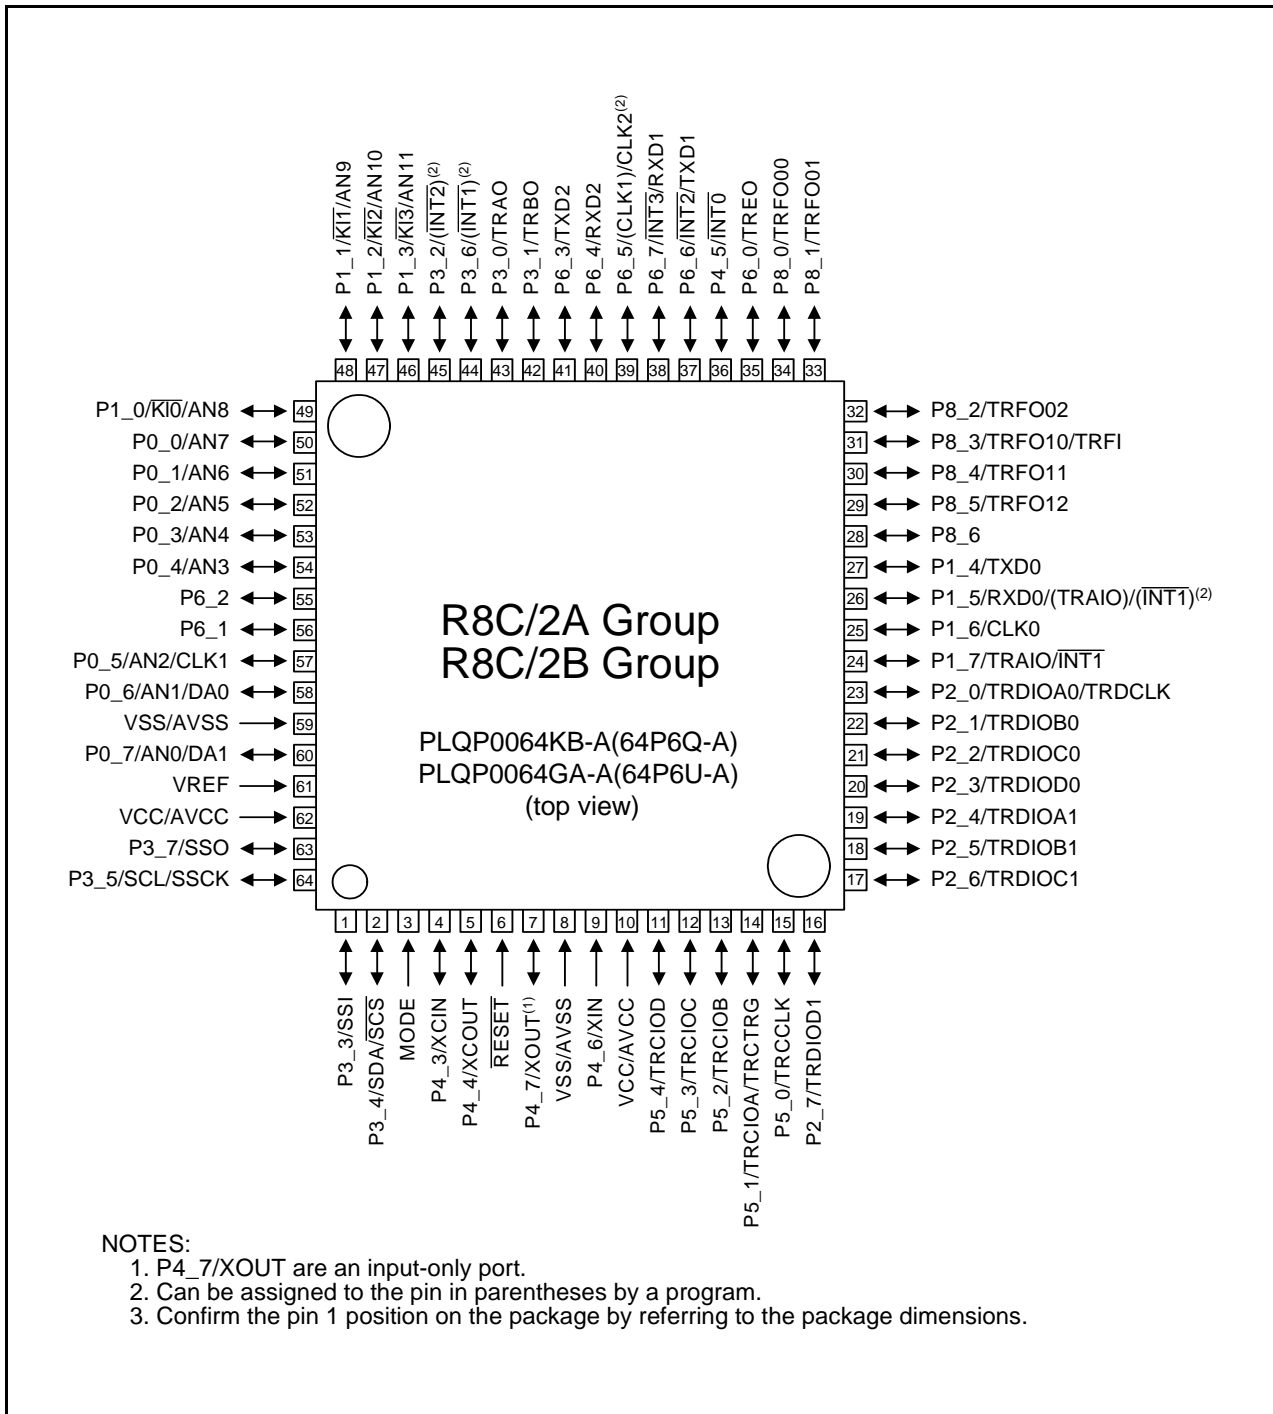 P1_1/KI1/AN9
P1_2/KI2/AN10
P1_3/KI3/AN11
P3_2/(INT2)(2)
P3_6/(INT1)(2)
P3_0/TRAO
P3_1/TRBO
P6_3/TXD2
P6_4/RXD2
P6_5/(CLK1)/CLK2(2)
P6_7/INT3/RXD1
P6_6/INT2/TXD1
P4_5/INT0
P6_0/TREO
P8_0/TRFO00
P8_1/TRFO01
48 47 46 45 44 43 42 41 40 39 38 37 36 35 34 33
P1_0/KI0/AN8 49
P0_0/AN7 50
P0_1/AN6 51
P0_2/AN5 52
P0_3/AN4 53
P0_4/AN3 54
P6_2 55
P6_1 56
P0_5/AN2/CLK1 57
P0_6/AN1/DA0 58
VSS/AVSS 59
P0_7/AN0/DA1 60
VREF 61
VCC/AVCC 62
P3_7/SSO 63
P3_5/SCL/SSCK 64
R8C/2A Group
R8C/2B Group
PLQP0064KB-A(64P6Q-A)
PLQP0064GA-A(64P6U-A)
(top view)
32 P8_2/TRFO02
31 P8_3/TRFO10/TRFI
30 P8_4/TRFO11
29 P8_5/TRFO12
28 P8_6
27 P1_4/TXD0
26 P1_5/RXD0/(TRAIO)/(INT1)(2)
25 P1_6/CLK0
24 P1_7/TRAIO/INT1
23 P2_0/TRDIOA0/TRDCLK
22 P2_1/TRDIOB0
21 P2_2/TRDIOC0
20 P2_3/TRDIOD0
19 P2_4/TRDIOA1
18 P2_5/TRDIOB1
17 P2_6/TRDIOC1
1 2 3 4 5 6 7 8 9 10 11 12 13 14 15 16
P3_3/SSI
P3_4/SDA/SCS
MODE
P4_3/XCIN
P4_4/XCOUT
RESET
P4_7/XOUT(1)
VSS/AVSS
P4_6/XIN
VCC/AVCC
P5_4/TRCIOD
P5_3/TRCIOC
P5_2/TRCIOB
P5_1/TRCIOA/TRCTRG
P5_0/TRCCLK
P2_7/TRDIOD1
NOTES:
1. P4_7/XOUT are an input-only port.
2. Can be assigned to the pin in parentheses by a program.
3. Confirm the pin 1 position on the package by referring to the package dimensions.